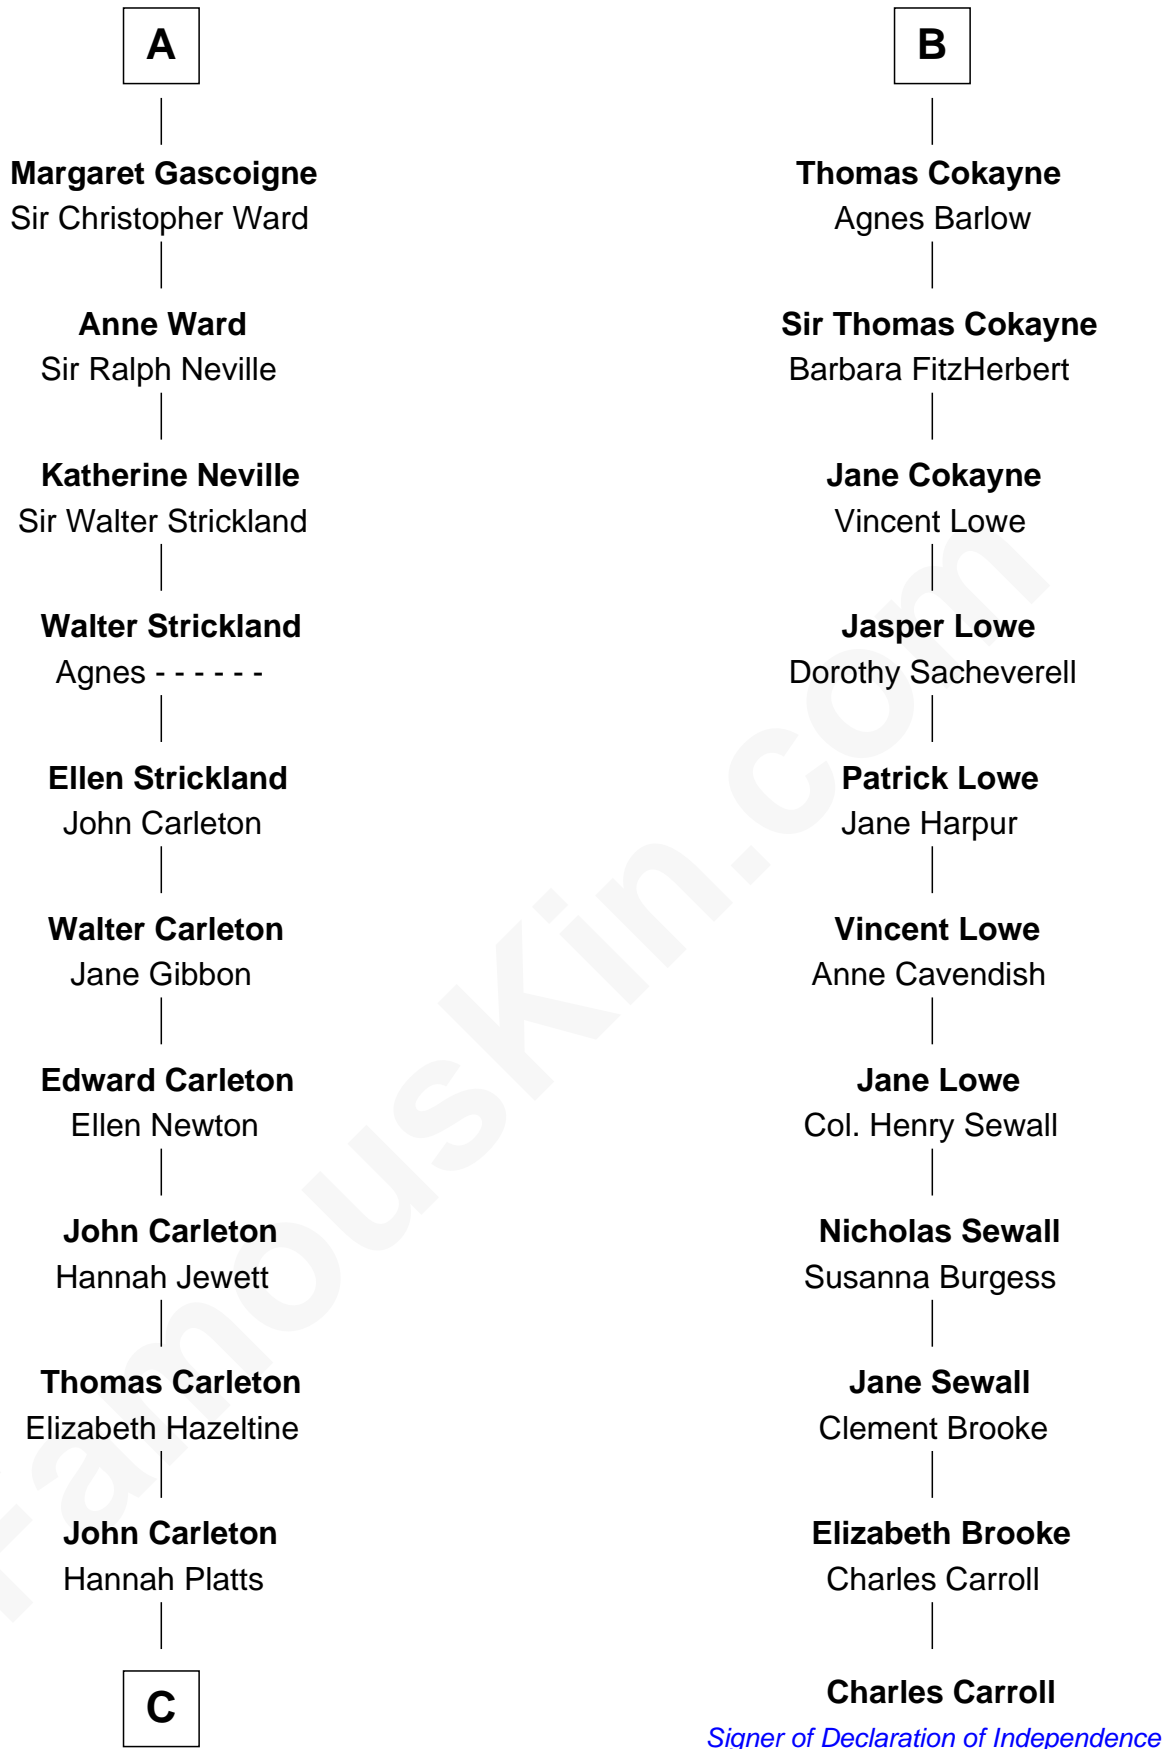 A
Margaret Gascoigne
Sir Christopher Ward
Anne Ward
Sir Ralph Neville
Katherine Neville
Sir Walter Strickland
Walter Strickland
Agnes - - - - - -
Ellen Strickland
John Carleton
Walter Carleton
Jane Gibbon
Edward Carleton
Ellen Newton
John Carleton
Hannah Jewett
Thomas Carleton
Elizabeth Hazeltine
John Carleton
Hannah Platts
C
B
Thomas Cokayne
Agnes Barlow
Sir Thomas Cokayne
Barbara FitzHerbert
Jane Cokayne
Vincent Lowe
Jasper Lowe
Dorothy Sacheverell
Patrick Lowe
Jane Harpur
Vincent Lowe
Anne Cavendish
Jane Lowe
Col. Henry Sewall
Nicholas Sewall
Susanna Burgess
Jane Sewall
Clement Brooke
Elizabeth Brooke
Charles Carroll
Charles Carroll
Signer of Declaration of Independence
FamousKin.com